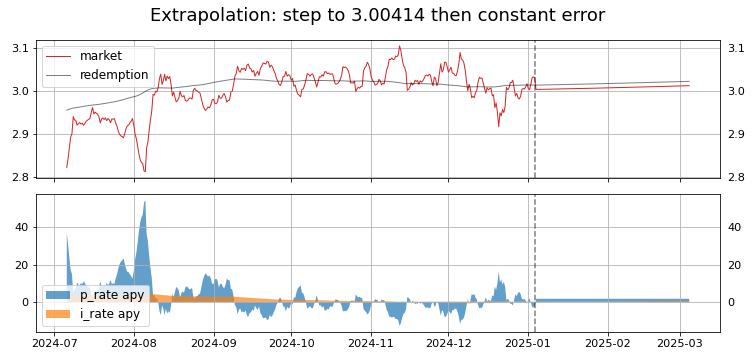 Extrapolation: step to 3.00414 then constant error
3.1
3.0
2.9
2.8
market
redemption
3.1
3.0
2.9
2.8
40
20
0
p_rate apy
i_rate apy
40
20
0
2024-07 2024-08 2024-09 2024-10 2024-11 2024-12 2025-01 2025-02 2025-03